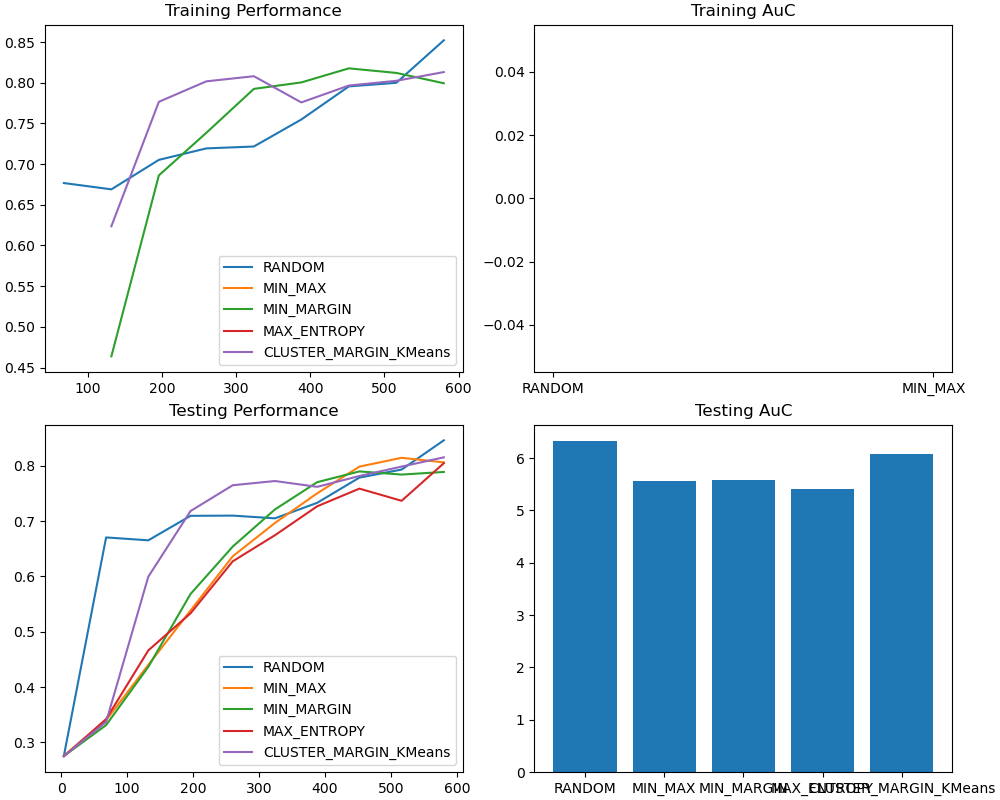 Training Performance
0.85
0.80
0.75
0.70
0.65
0.60
0.55
0.50
0.45
RANDOM
MIN_MAX
MIN_MARGIN
MAX_ENTROPY
CLUSTER_MARGIN_KMeans
100 200 300 400 500 600
Training AuC
0.04
0.02
0.00
−0.02
−0.04
RANDOM MIN_MAX
Testing Performance
0.8
0.7
0.6
0.5
0.4
0.3
RANDOM
MIN_MAX
MIN_MARGIN
MAX_ENTROPY
CLUSTER_MARGIN_KMeans
0 100 200 300 400 500 600
Testing AuC
6
5
4
3
2
1
0
RANDOM MIN_MAX MIN_MARGIN MAX_ENTROPY CLUSTER_MARGIN_KMeans